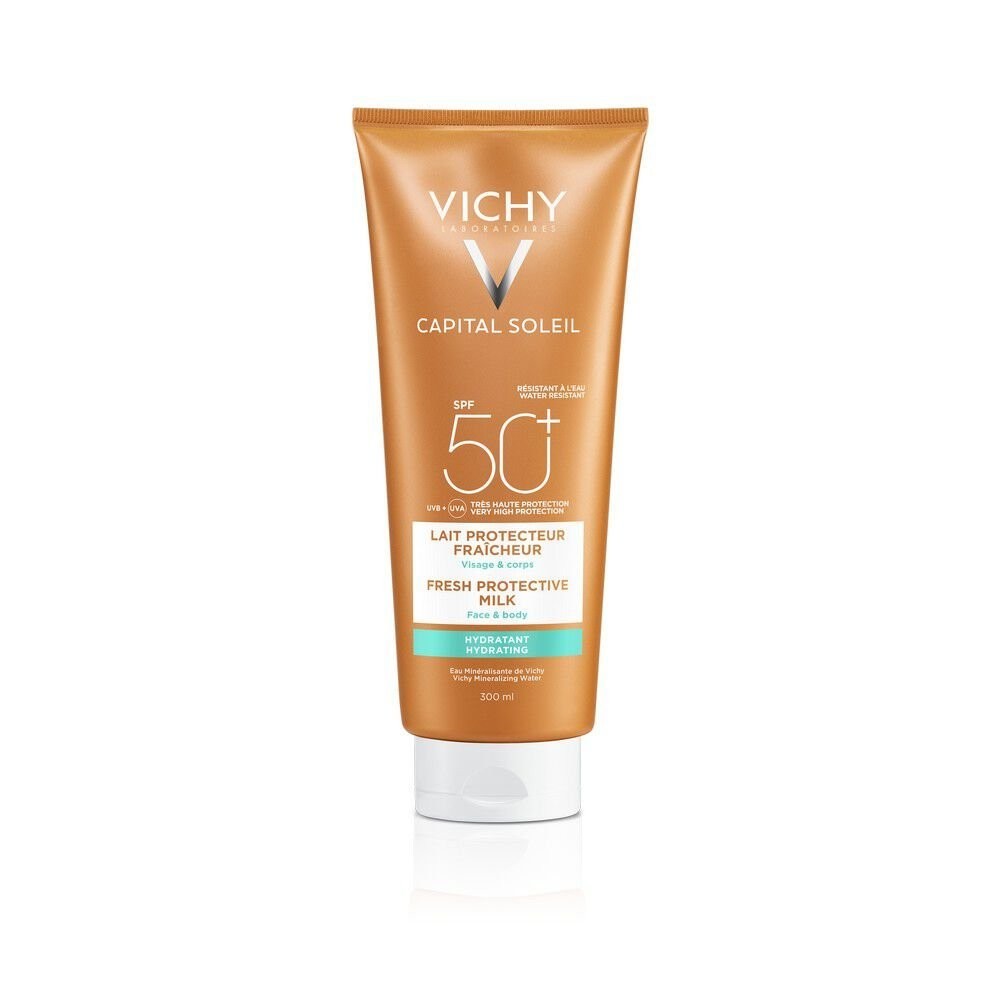 VICHY
LABORATOIRES
V
CAPITAL SOLEIL
RÉSISTANT À L'EAU
WATER RESISTANT
SPF
50+
UVB + UVA
TRÈS HAUTE PROTECTION
VERY HIGH PROTECTION
LAIT PROTECTEUR
FRAÎCHEUR
Visage & corps
FRESH PROTECTIVE
MILK
Face & body
HYDRATANT
HYDRATING
Eau Minéralisante de Vichy
Vichy Mineralizing Water
300 ml